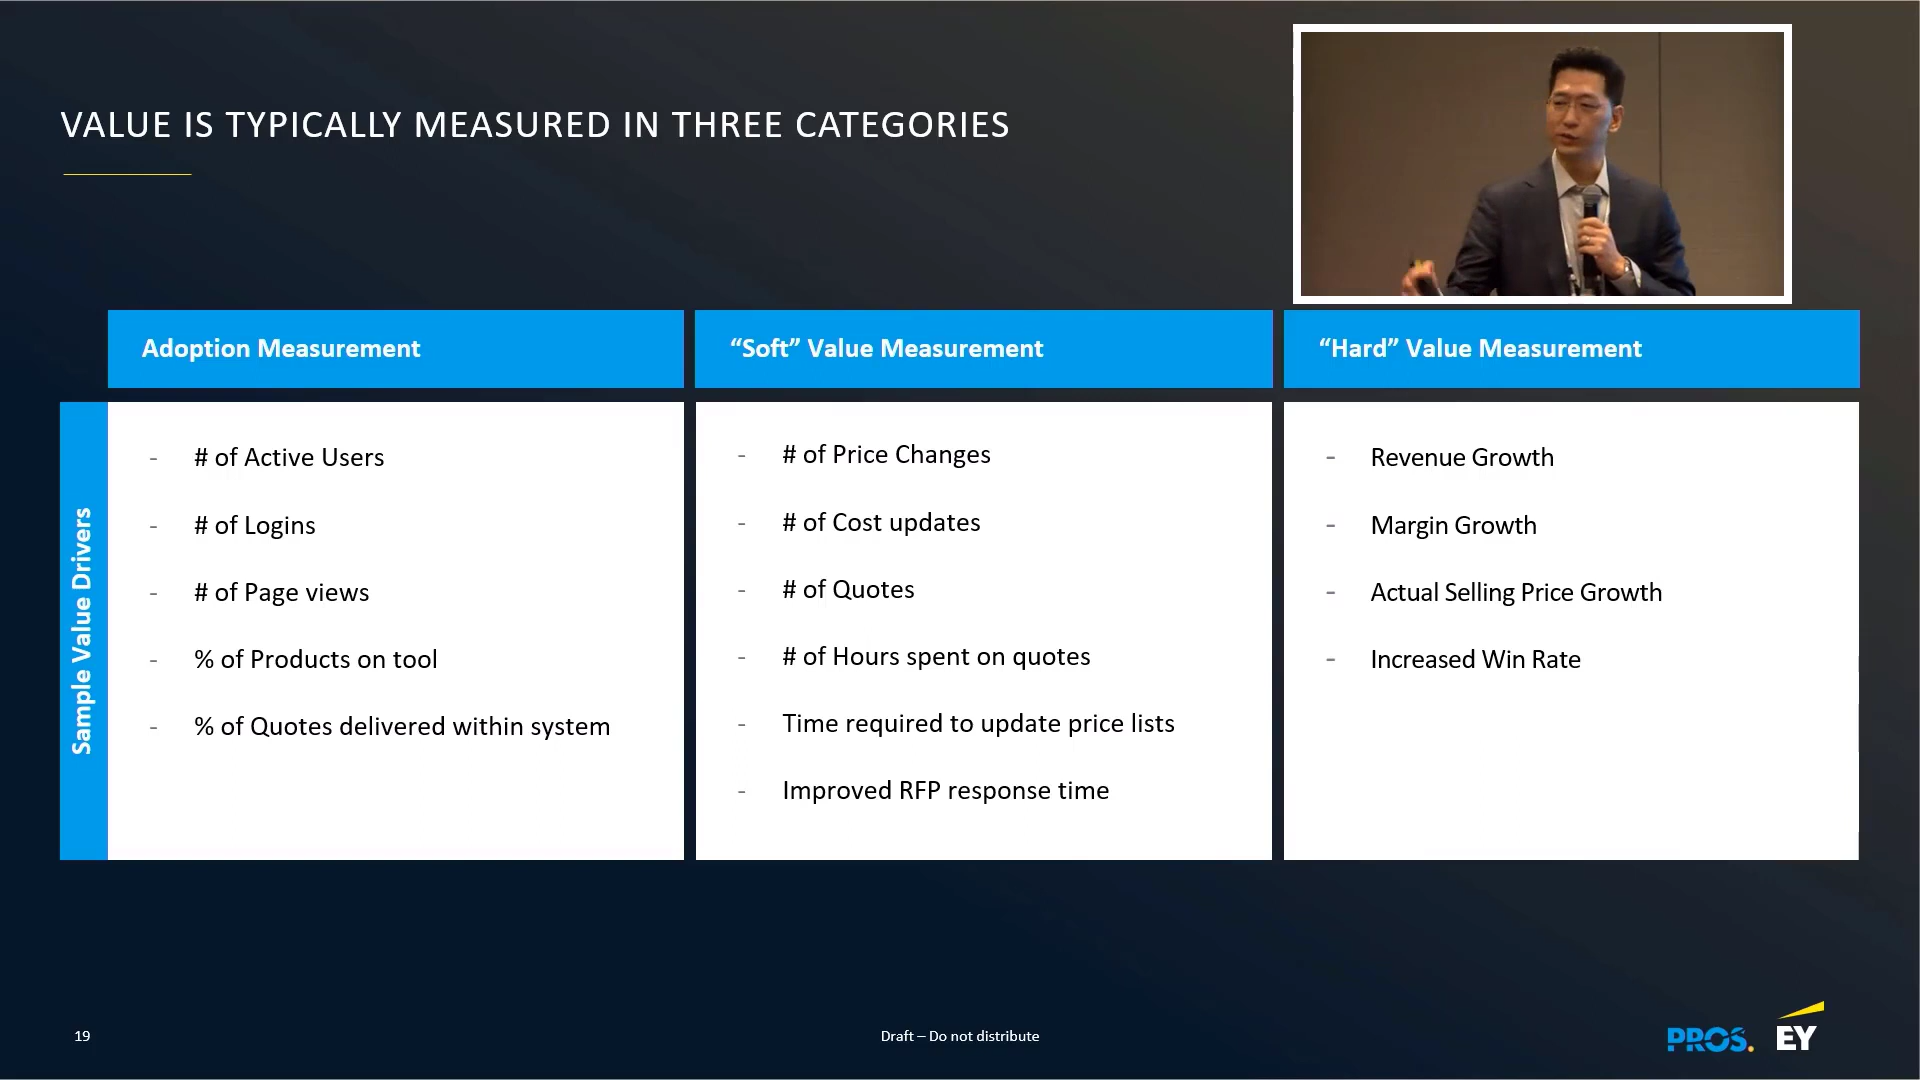 VALUE IS TYPICALLY MEASURED IN THREE CATEGORIES
Adoption Measurement
“Soft” Value Measurement
“Hard” Value Measurement
Sample Value Drivers
- # of Active Users
- # of Logins
- # of Page views
- % of Products on tool
- % of Quotes delivered within system
- # of Price Changes
- # of Cost updates
- # of Quotes
- # of Hours spent on quotes
- Time required to update price lists
- Improved RFP response time
- Revenue Growth
- Margin Growth
- Actual Selling Price Growth
- Increased Win Rate
19
Draft – Do not distribute
PROS.
EY